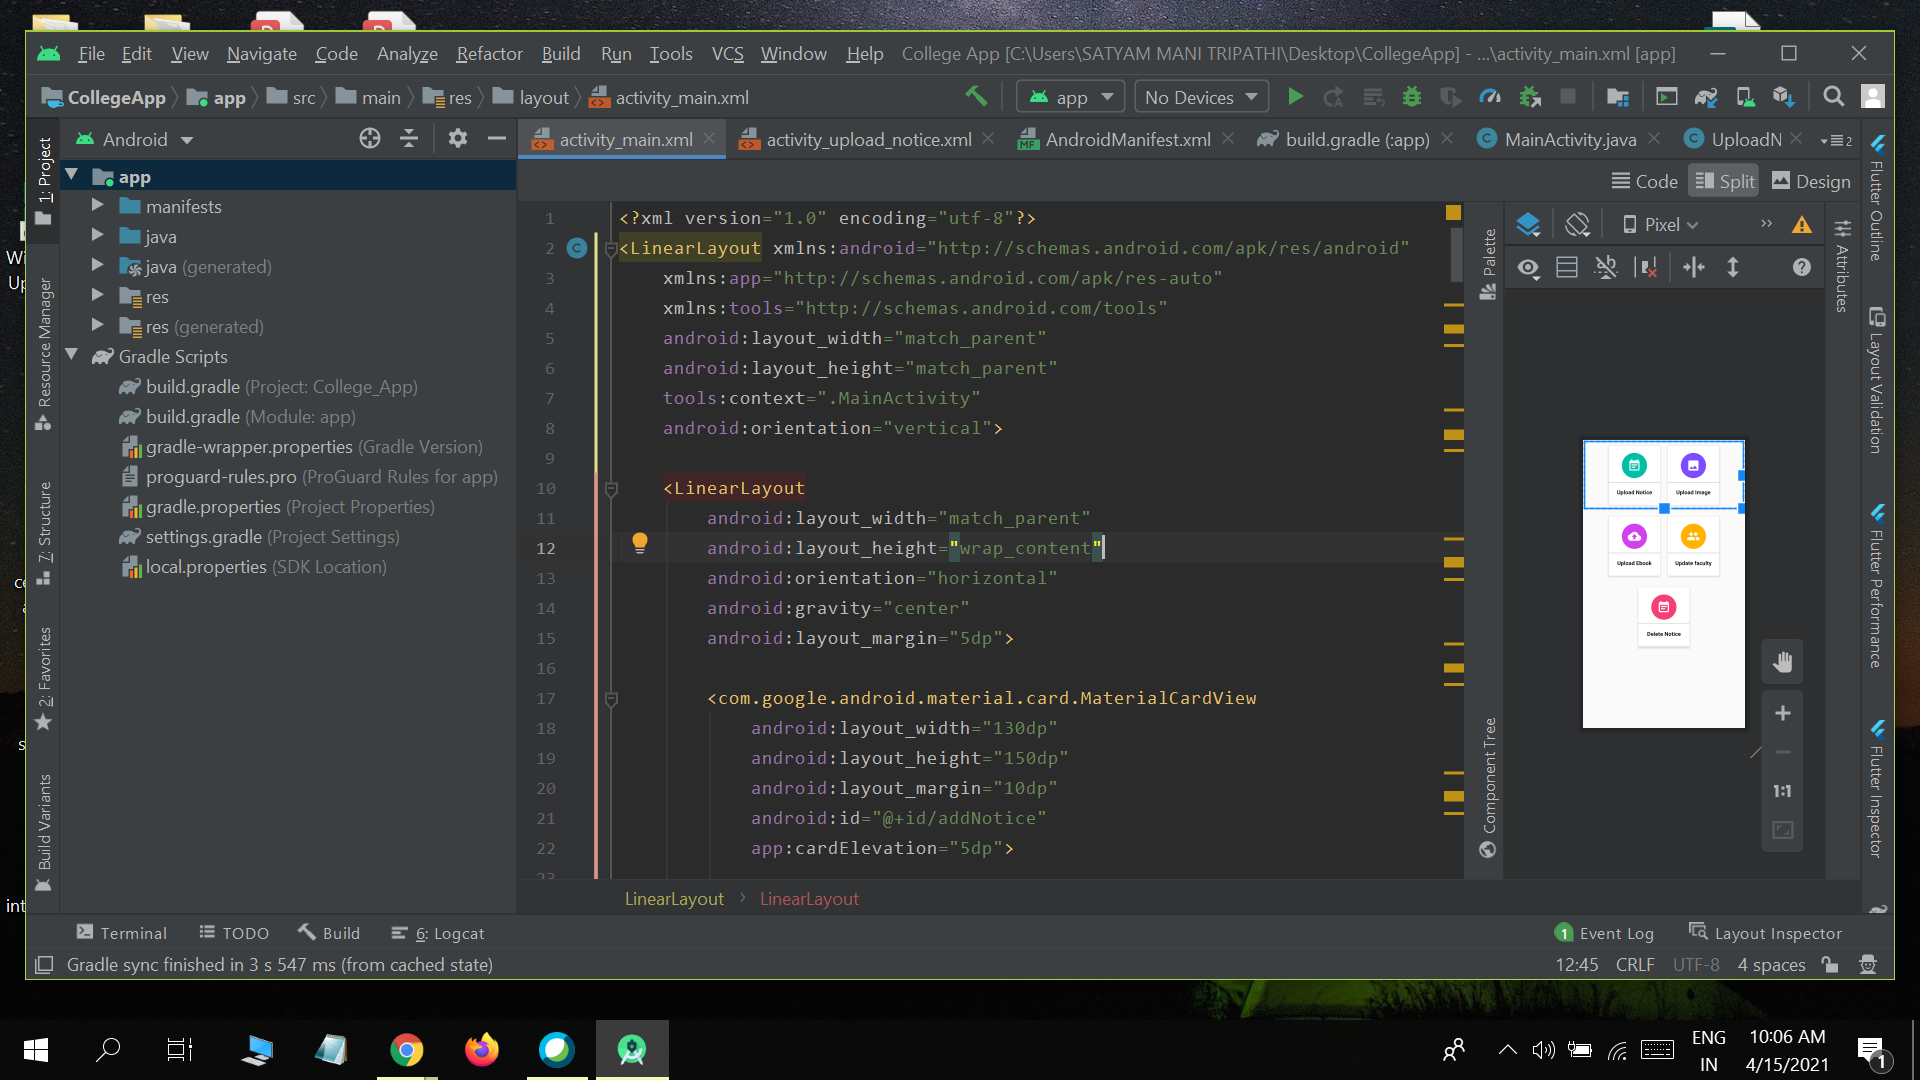 File Edit View Navigate Code Analyze Refactor Build Run Tools VCS Window Help College App [C:\Users\SATYAM MANI TRIPATHI\Desktop\CollegeApp] - ...\activity_main.xml [app]
CollegeApp app src main res layout activity_main.xml app No Devices
Android activity_main.xml activity_upload_notice.xml AndroidManifest.xml build.gradle (:app) MainActivity.java UploadN 2
Code Split Design
1: Project
Resource Manager
7: Structure
2: Favorites
Build Variants
app
manifests
java
java (generated)
res
res (generated)
Gradle Scripts
build.gradle (Project: College_App)
build.gradle (Module: app)
gradle-wrapper.properties (Gradle Version)
proguard-rules.pro (ProGuard Rules for app)
gradle.properties (Project Properties)
settings.gradle (Project Settings)
local.properties (SDK Location)
1 <?xml version="1.0" encoding="utf-8"?>
2 <LinearLayout xmlns:android="http://schemas.android.com/apk/res/android"
3 xmlns:app="http://schemas.android.com/apk/res-auto"
4 xmlns:tools="http://schemas.android.com/tools"
5 android:layout_width="match_parent"
6 android:layout_height="match_parent"
7 tools:context=".MainActivity"
8 android:orientation="vertical">
9
10 <LinearLayout
11 android:layout_width="match_parent"
12 android:layout_height="wrap_content"
13 android:orientation="horizontal"
14 android:gravity="center"
15 android:layout_margin="5dp">
16
17 <com.google.android.material.card.MaterialCardView
18 android:layout_width="130dp"
19 android:layout_height="150dp"
20 android:layout_margin="10dp"
21 android:id="@+id/addNotice"
22 app:cardElevation="5dp">
23
LinearLayout LinearLayout
Palette
Component Tree
Pixel
Upload Notice Upload Image
Upload Ebook Update faculty
Delete Notice
1:1
Attributes
Flutter Outline
Layout Validation
Flutter Performance
Flutter Inspector
Terminal TODO Build 6: Logcat 1 Event Log Layout Inspector
Gradle sync finished in 3 s 547 ms (from cached state) 12:45 CRLF UTF-8 4 spaces
ENG 10:06 AM
IN 4/15/2021 1